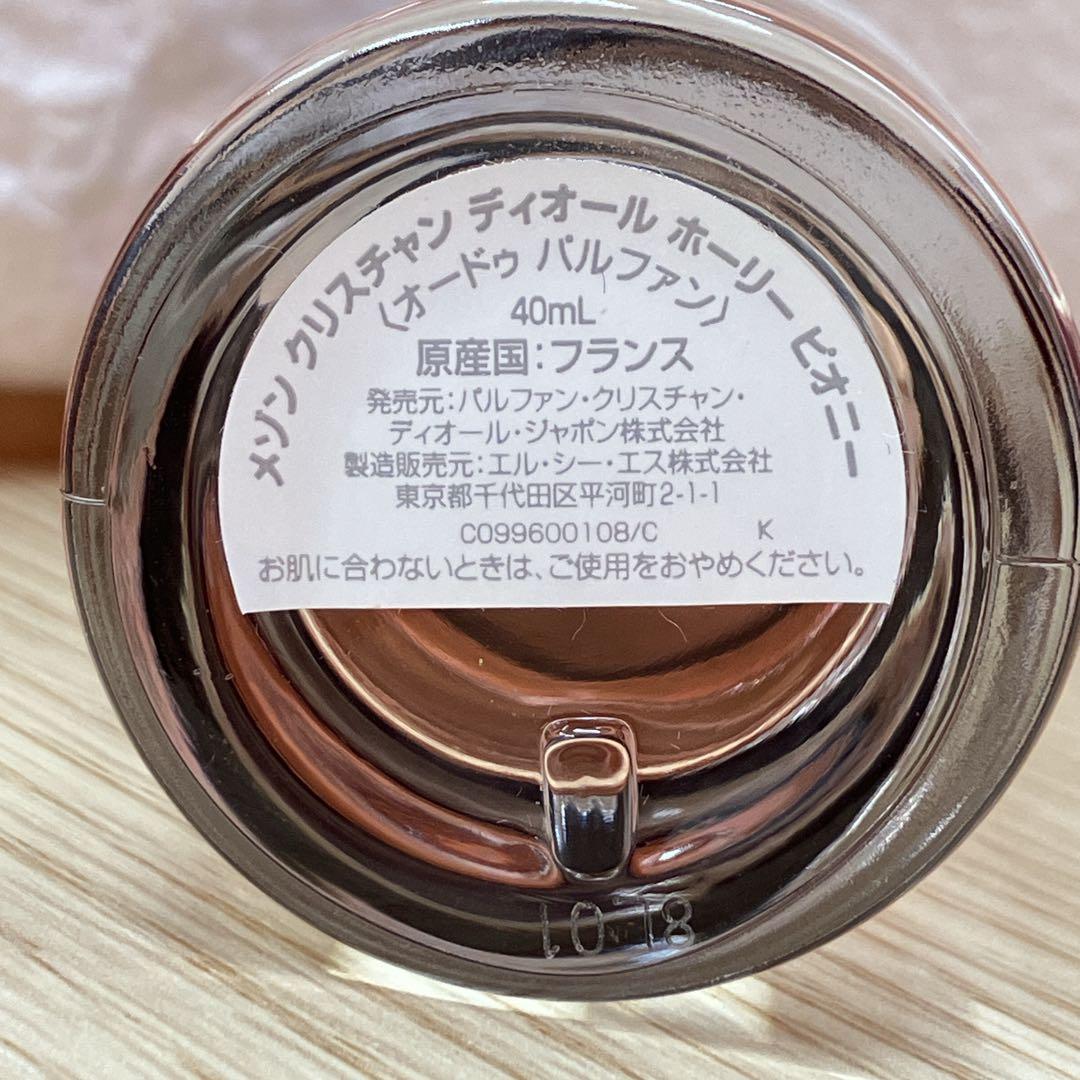 メゾン クリスチャン ディオール ホーリー ピオニー
〈オードゥ パルファン〉
40mL
原産国：フランス
発売元：パルファン・クリスチャン・
ディオール・ジャポン株式会社
製造販売元：エル・シー・エス株式会社
東京都千代田区平河町2-1-1
C099600108/C K
お肌に合わないときは、ご使用をおやめください。